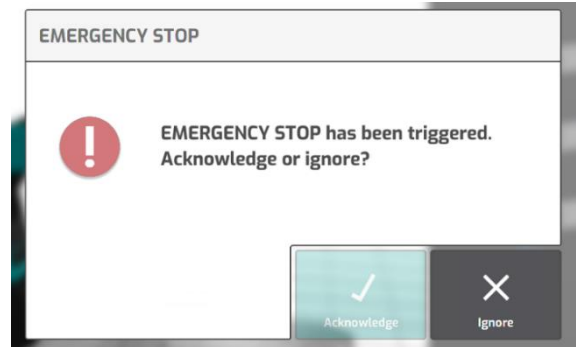 EMERGENCY STOP
EMERGENCY STOP has been triggered.
Acknowledge or ignore?
Acknowledge
Ignore